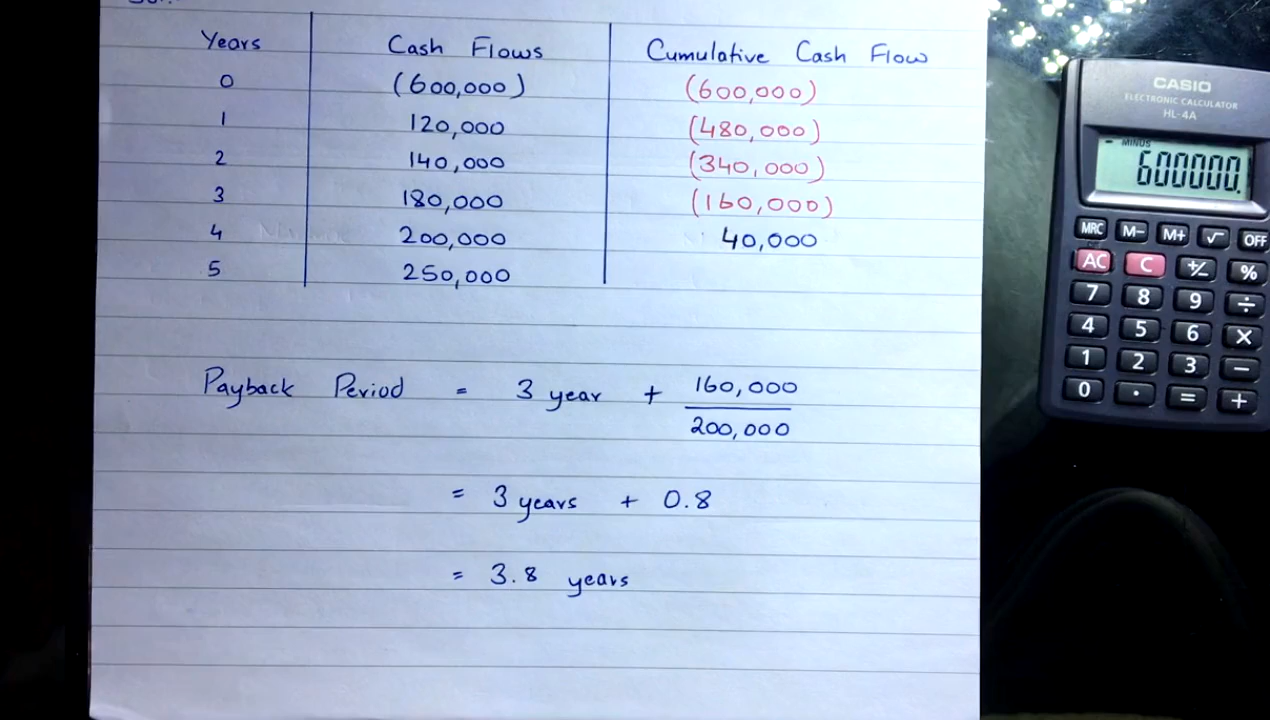 Years Cash Flows Cumulative Cash Flow
0 (600,000) (600,000)
1 120,000 (480,000)
2 140,000 (340,000)
3 180,000 (160,000)
4 200,000 40,000
5 250,000
Payback Period = 3 year + 160,000
200,000
= 3 years + 0.8
= 3.8 years
CASIO
ELECTRONIC CALCULATOR
HL-4A
- MINUS
600000.
MRC M- M+ √ OFF
AC C +/- %
7 8 9 ÷
4 5 6 ×
1 2 3 −
0 · = +